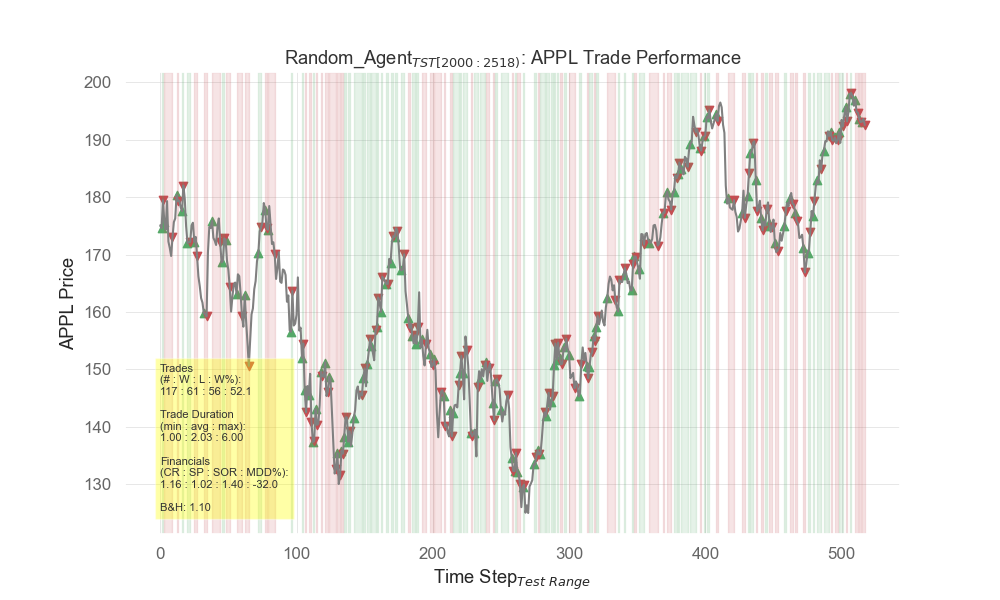 Random_Agent TST[2000:2518) : APPL Trade Performance
APPL Price
200
190
180
170
160
150
140
130
Trades
(# : W : L : W%):
117 : 61 : 56 : 52.1
Trade Duration
(min : avg : max):
1.00 : 2.03 : 6.00
Financials
(CR : SP : SOR : MDD%):
1.16 : 1.02 : 1.40 : -32.0
B&H: 1.10
0 100 200 300 400 500
Time Step Test Range